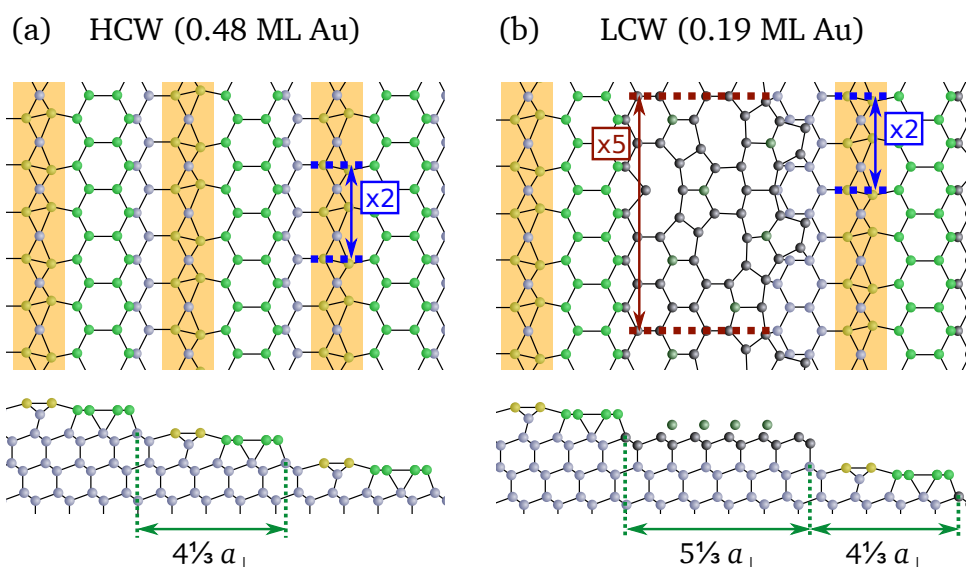 (a) HCW (0.48 ML Au)
x2
4⅓ a⊥
(b) LCW (0.19 ML Au)
x5
x2
5⅓ a⊥
4⅓ a⊥